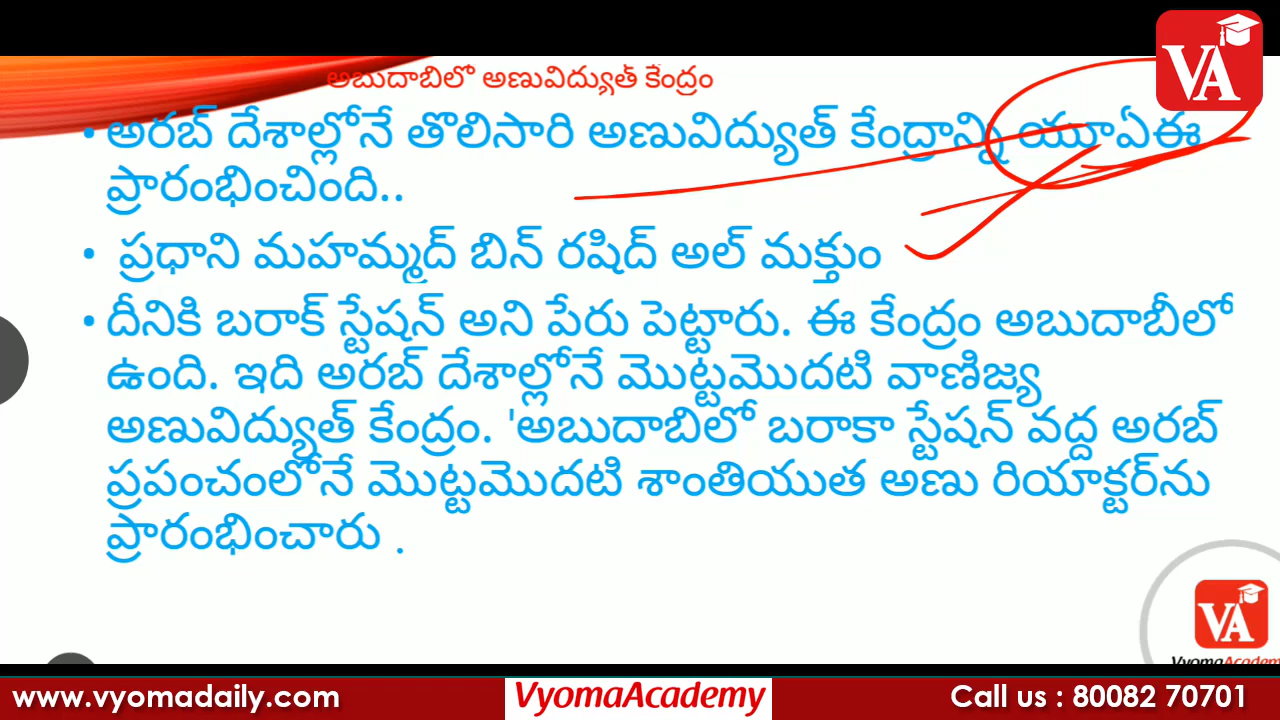 VA
అబుదాబిలో అణువిద్యుత్ కేంద్రం
• అరబ్ దేశాల్లోనే తొలిసారి అణువిద్యుత్ కేంద్రాన్ని యూఏఈ
ప్రారంభించింది..
• ప్రధాని మహమ్మద్ బిన్ రషిద్ అల్ మక్తుం
• దీనికి బరాక్ స్టేషన్ అని పేరు పెట్టారు. ఈ కేంద్రం అబుదాబీలో
ఉంది. ఇది అరబ్ దేశాల్లోనే మొట్టమొదటి వాణిజ్య
అణువిద్యుత్ కేంద్రం. 'అబుదాబిలో బరాకా స్టేషన్ వద్ద అరబ్
ప్రపంచంలోనే మొట్టమొదటి శాంతియుత అణు రియాక్టర్‌ను
ప్రారంభించారు .
VA
VyomaAcadem
www.vyomadaily.com
VyomaAcademy
Call us : 80082 70701